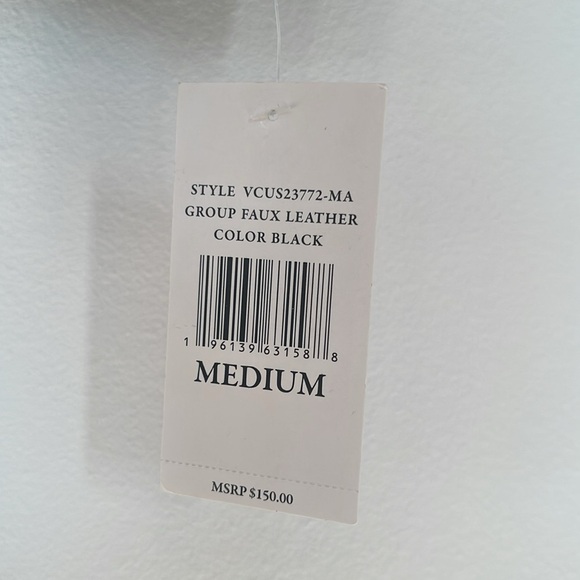 STYLE VCUS23772-MA
GROUP FAUX LEATHER
COLOR BLACK
1 96139 63158 8
MEDIUM
MSRP $150.00